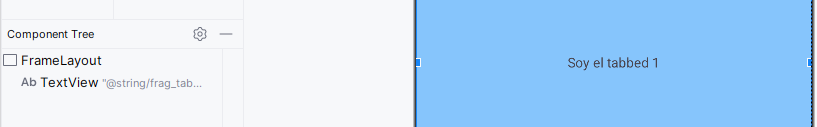 Component Tree
FrameLayout
Ab TextView "@string/frag_tab...
Soy el tabbed 1